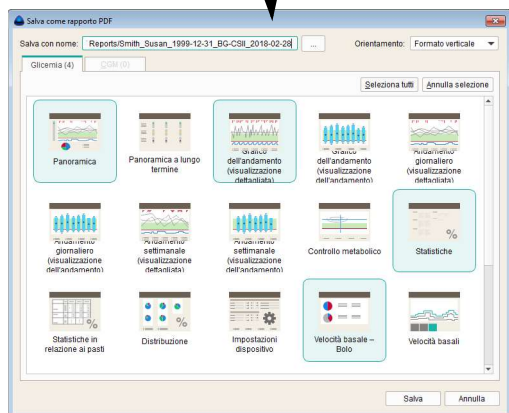 Salva come rapporto PDF
Salva con nome: Reports/Smith_Susan_1999-12-31_BG-CSII_2018-02-28 ... Orientamento: Formato verticale
Glicemia (4) CGM (0)
Seleziona tutti Annulla selezione
Panoramica
Panoramica a lungo
termine
Grafico
dell'andamento
(visualizzazione
dettagliata)
Grafico
dell'andamento
(visualizzazione
dell'andamento)
Andamento
giornaliero
(visualizzazione
dettagliata)
Andamento
giornaliero
(visualizzazione
dell'andamento)
Andamento
settimanale
(visualizzazione
dettagliata)
Andamento
settimanale
(visualizzazione
dell'andamento)
Controllo metabolico
%
Statistiche
%
Statistiche in
relazione ai pasti
%
Distribuzione
Impostazioni
dispositivo
Velocità basale –
Bolo
Velocità basali
Salva Annulla